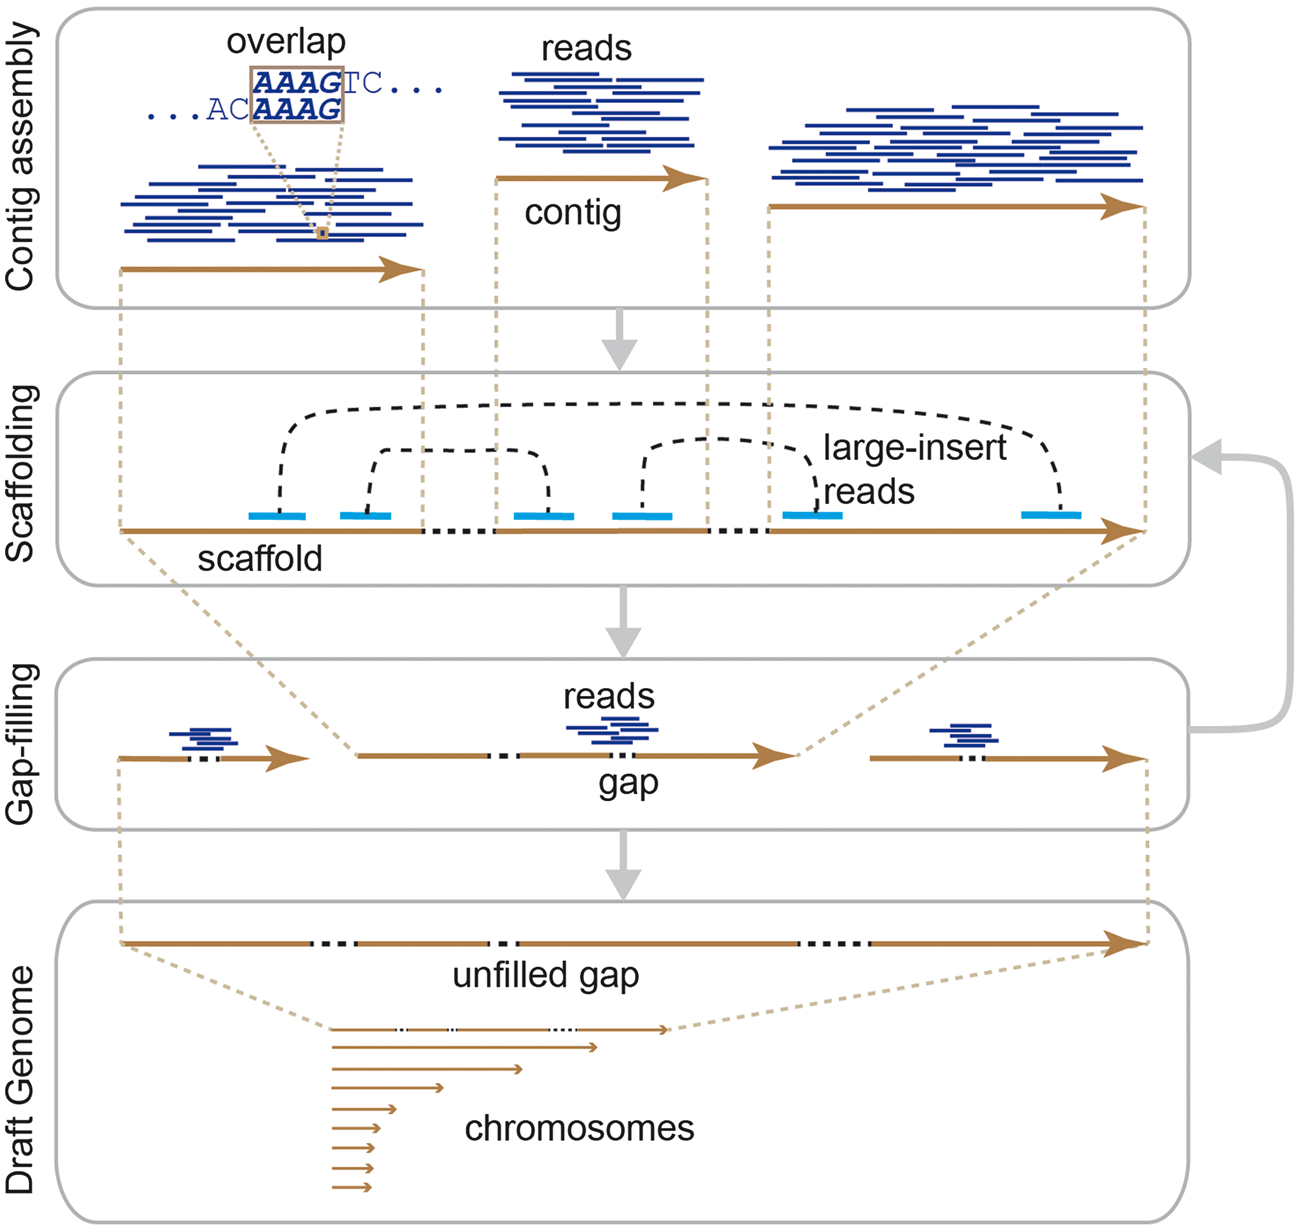 Contig assembly
overlap
AAAGTC...
...ACAAAG
reads
contig
Scaffolding
large-insert
reads
scaffold
Gap-filling
reads
gap
Draft Genome
unfilled gap
chromosomes